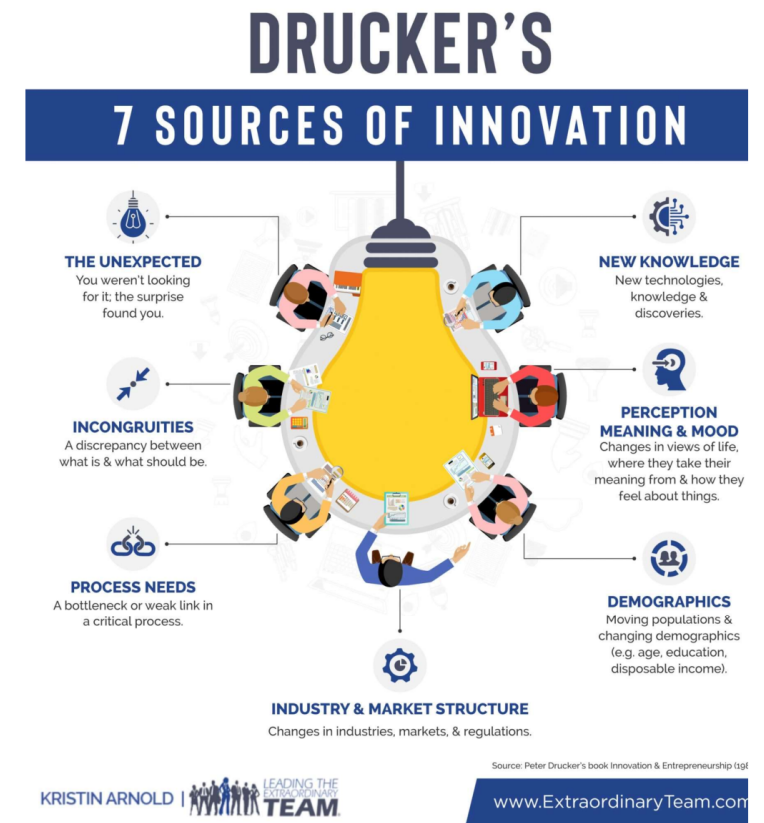 DRUCKER'S
7 SOURCES OF INNOVATION
THE UNEXPECTED
You weren't looking
for it; the surprise
found you.
INCONGRUITIES
A discrepancy between
what is & what should be.
PROCESS NEEDS
A bottleneck or weak link in
a critical process.
INDUSTRY & MARKET STRUCTURE
Changes in industries, markets, & regulations.
NEW KNOWLEDGE
New technologies,
knowledge &
discoveries.
PERCEPTION
MEANING & MOOD
Changes in views of life,
where they take their
meaning from & how they
feel about things.
DEMOGRAPHICS
Moving populations &
changing demographics
(e.g. age, education,
disposable income).
Source: Peter Drucker's book Innovation & Entrepreneurship (198
KRISTIN ARNOLD |
LEADING THE
EXTRAORDINARY
TEAM
www.ExtraordinaryTeam.com